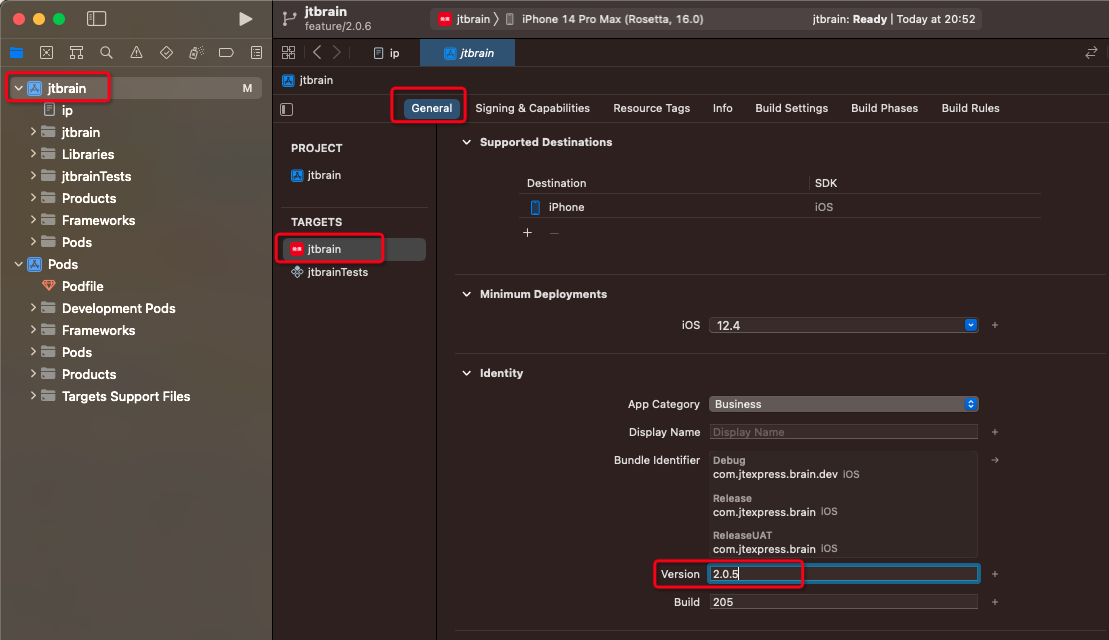 jtbrain
feature/2.0.6
jtbrain
iPhone 14 Pro Max (Rosetta, 16.0)
jtbrain: Ready | Today at 20:52
ip
jtbrain
jtbrain
jtbrain
M
ip
jtbrain
Libraries
jtbrainTests
Products
Frameworks
Pods
Pods
Podfile
Development Pods
Frameworks
Pods
Products
Targets Support Files
General
Signing & Capabilities
Resource Tags
Info
Build Settings
Build Phases
Build Rules
PROJECT
jtbrain
TARGETS
jtbrain
jtbrainTests
Supported Destinations
Destination
SDK
iPhone
iOS
Minimum Deployments
iOS
12.4
Identity
App Category
Business
Display Name
Display Name
Bundle Identifier
Debug
com.jtexpress.brain.dev iOS
Release
com.jtexpress.brain iOS
ReleaseUAT
com.jtexpress.brain iOS
Version
2.0.5
Build
205